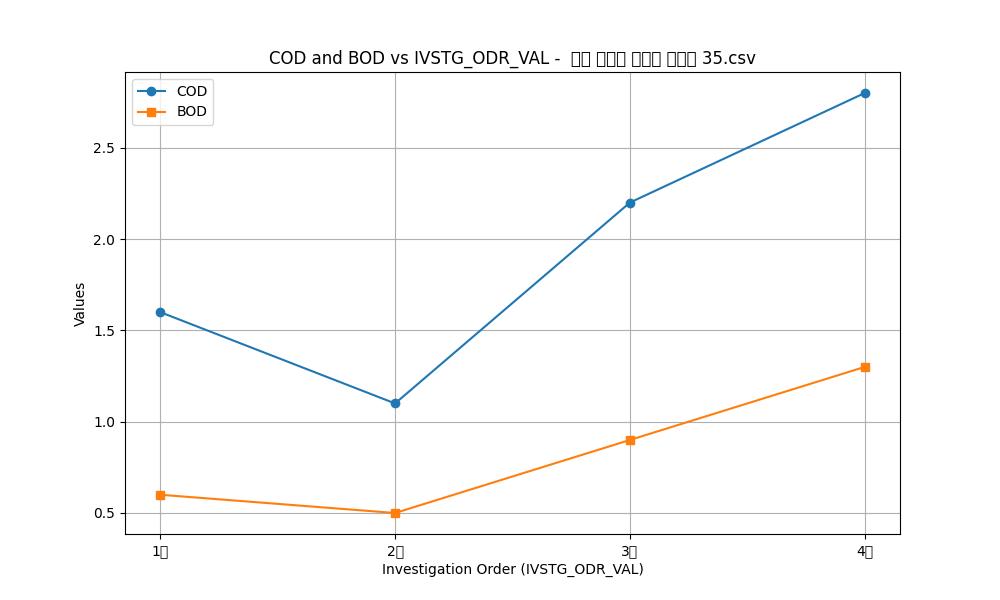 COD and BOD vs IVSTG_ODR_VAL - 35.csv
COD
BOD
2.5
2.0
1.5
1.0
0.5
Values
1
2
3
4
Investigation Order (IVSTG_ODR_VAL)